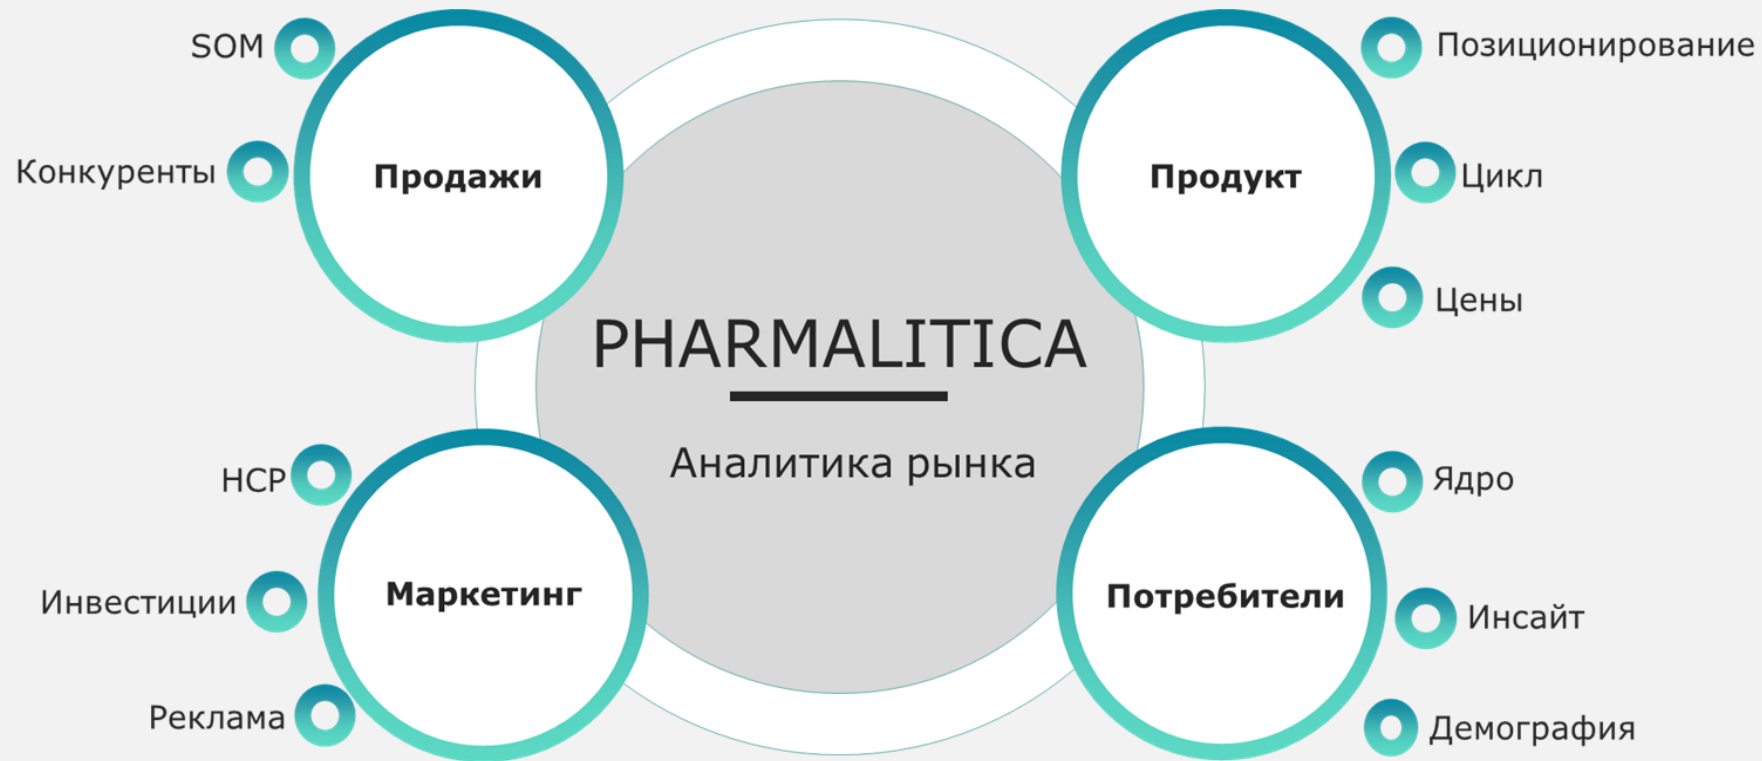 SOM
Конкуренты
Продажи
Продукт
Позиционирование
Цикл
Цены
PHARMALITICA
Аналитика рынка
HCP
Инвестиции
Реклама
Маркетинг
Потребители
Ядро
Инсайт
Демография